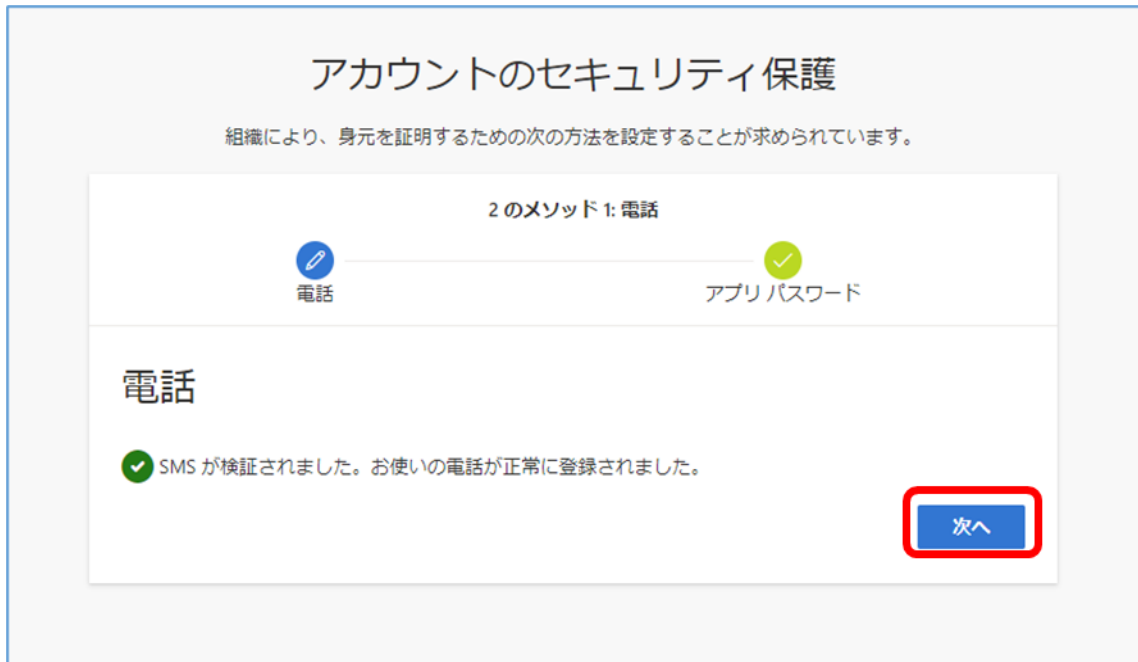 アカウントのセキュリティ保護
組織により、身元を証明するための次の方法を設定することが求められています。
2 のメソッド 1: 電話
電話
アプリ パスワード
電話
SMS が検証されました。お使いの電話が正常に登録されました。
次へ